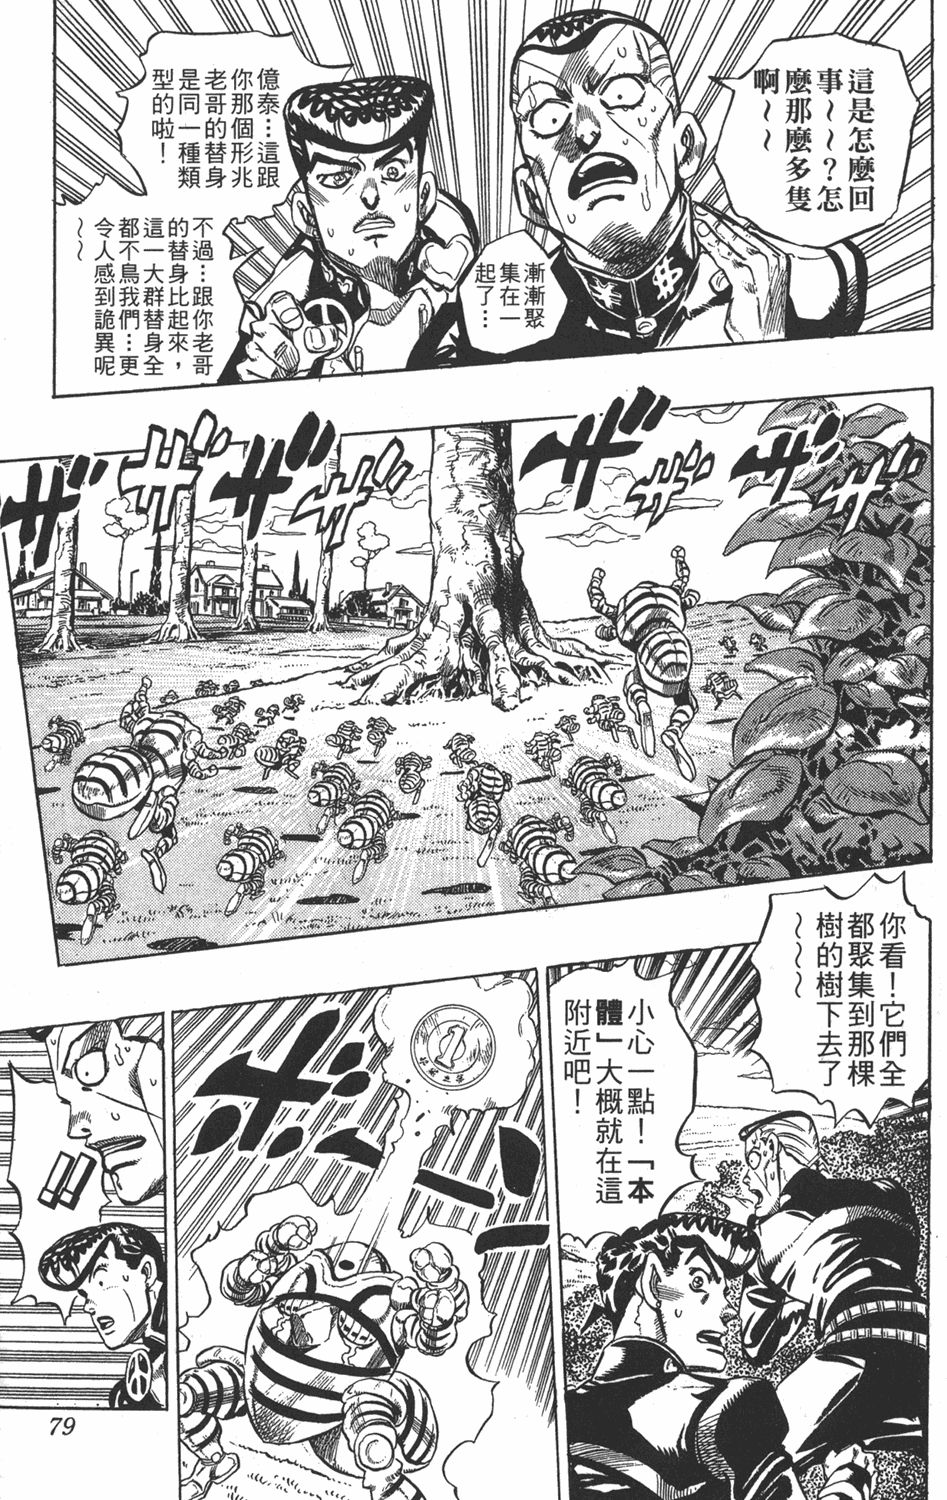 這是怎麼回
事～～？怎
麼那麼多隻
啊～～
漸漸聚
集在一
起了…
億泰…這跟
你那個形兆
老哥的替身
是同一種類
型的啦！
不過…跟你老哥
的替身比起來，
這一大群替身全
都不鳥我們…更
令人感到詭異呢
～～
ザ
ザ
ザ
ザ
ザ
ザ
ザ
ザ
你看！它們全
都聚集到那棵
樹的樹下去了
～～～
小心一點！「本
體」大概就在這
附近吧！
1
ボ
ボ
ー
ン
!!
79